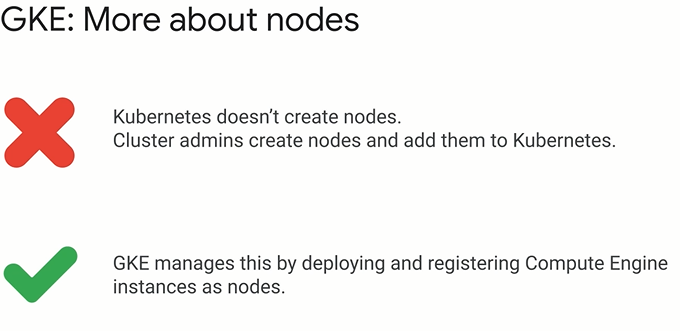 GKE: More about nodes
Kubernetes doesn’t create nodes.
Cluster admins create nodes and add them to Kubernetes.
GKE manages this by deploying and registering Compute Engine
instances as nodes.